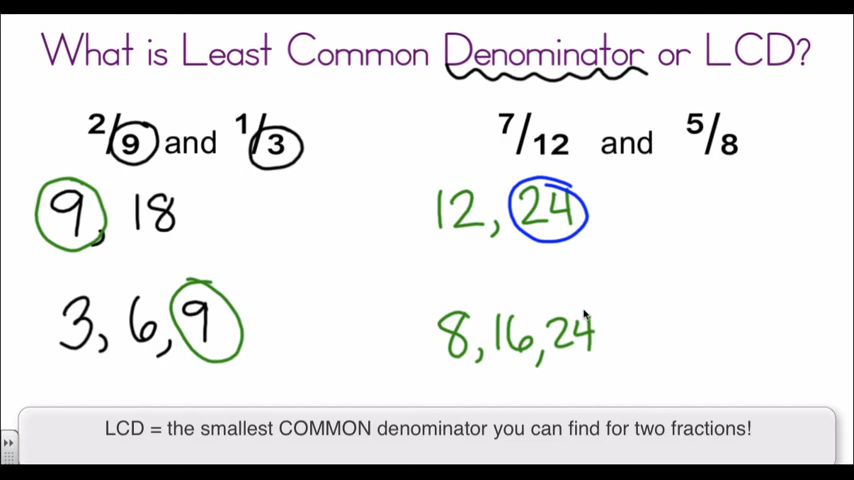 What is Least Common Denominator or LCD?
2/9 and 1/3
7/12 and 5/8
9, 18
12, 24
3, 6, 9
8, 16, 24
LCD = the smallest COMMON denominator you can find for two fractions!